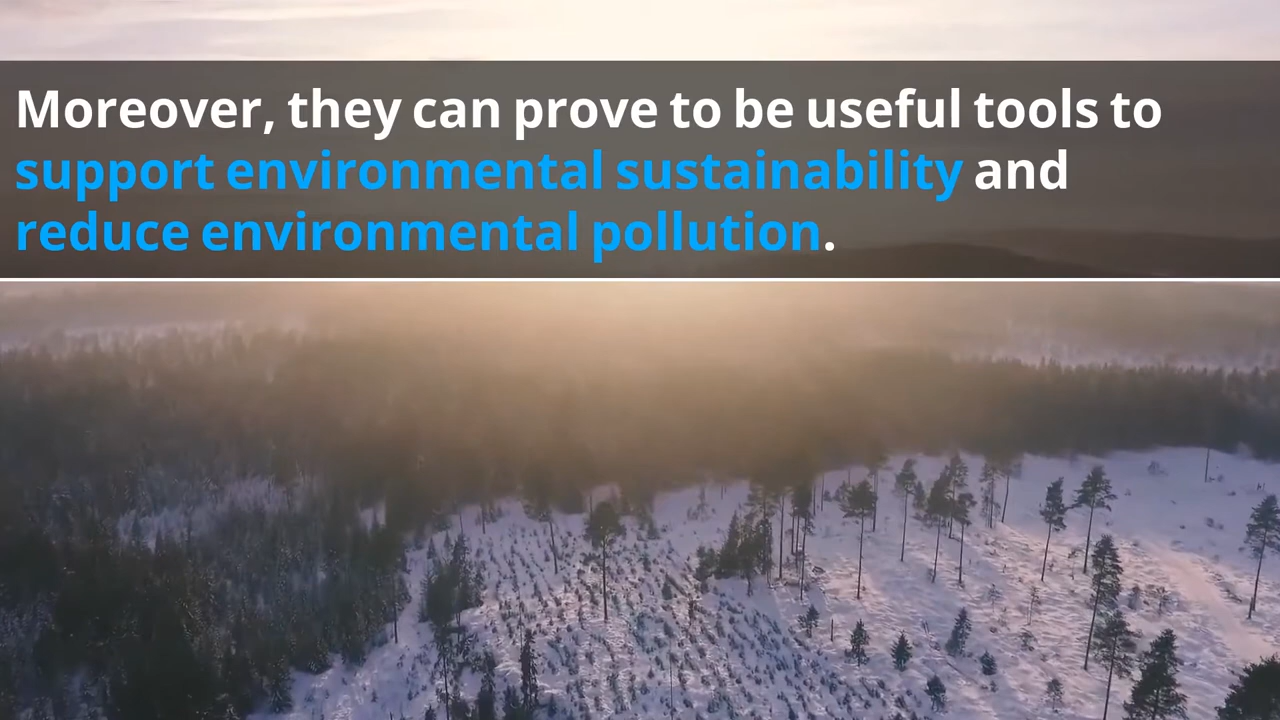 Moreover, they can prove to be useful tools to
support environmental sustainability and
reduce environmental pollution.